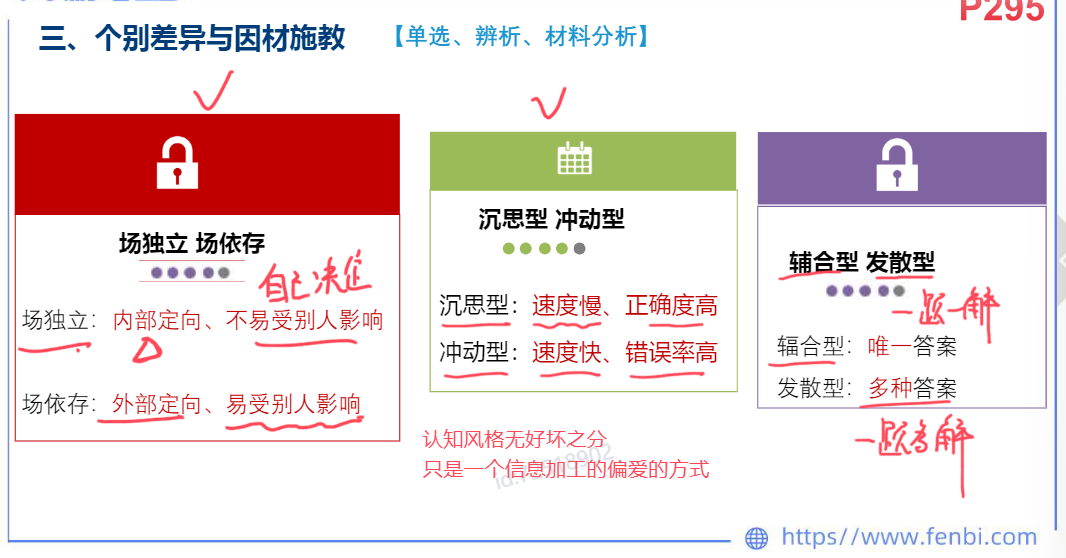 P295
三、个别差异与因材施教 【单选、辨析、材料分析】
场独立 场依存
自己决定
场独立：内部定向、不易受别人影响
场依存：外部定向、易受别人影响
沉思型 冲动型
沉思型：速度慢、正确度高
冲动型：速度快、错误率高
辅合型 发散型
一题一解
辐合型：唯一答案
发散型：多种答案
一题多解
认知风格无好坏之分
只是一个信息加工的偏爱的方式
https//www.fenbi.com